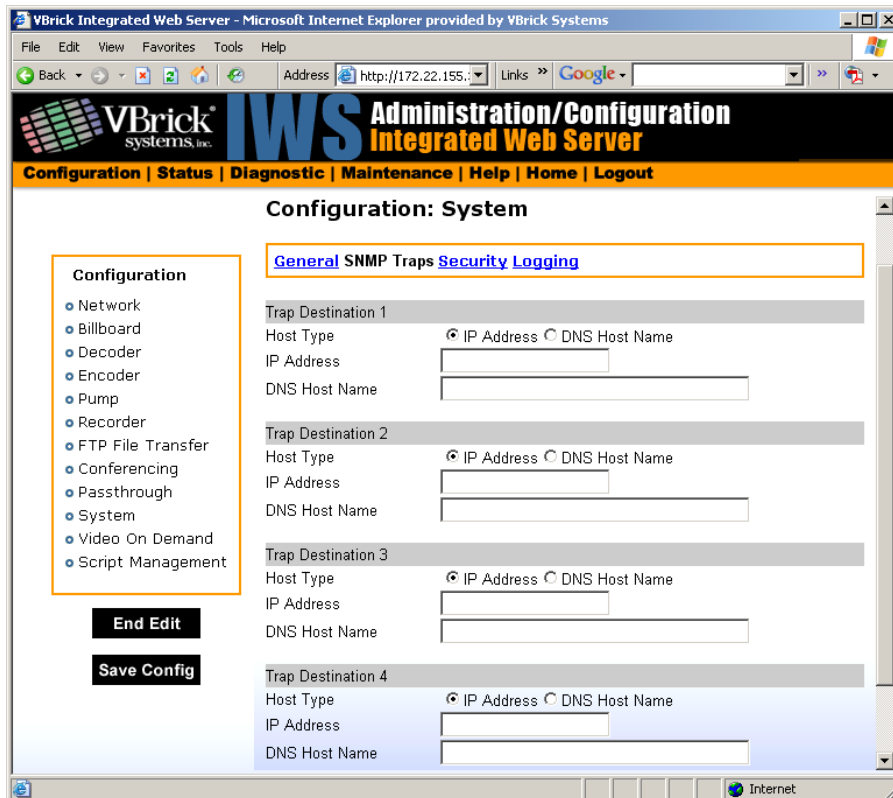 VBrick Integrated Web Server - Microsoft Internet Explorer provided by VBrick Systems
File Edit View Favorites Tools Help
Back Address http://172.22.155. Links » Google »
VBrick systems, inc. IWS Administration/Configuration
Integrated Web Server
Configuration | Status | Diagnostic | Maintenance | Help | Home | Logout
Configuration: System
General SNMP Traps Security Logging
Configuration
Network
Billboard
Decoder
Encoder
Pump
Recorder
FTP File Transfer
Conferencing
Passthrough
System
Video On Demand
Script Management
End Edit
Save Config
Trap Destination 1
Host Type IP Address DNS Host Name
IP Address
DNS Host Name
Trap Destination 2
Host Type IP Address DNS Host Name
IP Address
DNS Host Name
Trap Destination 3
Host Type IP Address DNS Host Name
IP Address
DNS Host Name
Trap Destination 4
Host Type IP Address DNS Host Name
IP Address
DNS Host Name
Internet